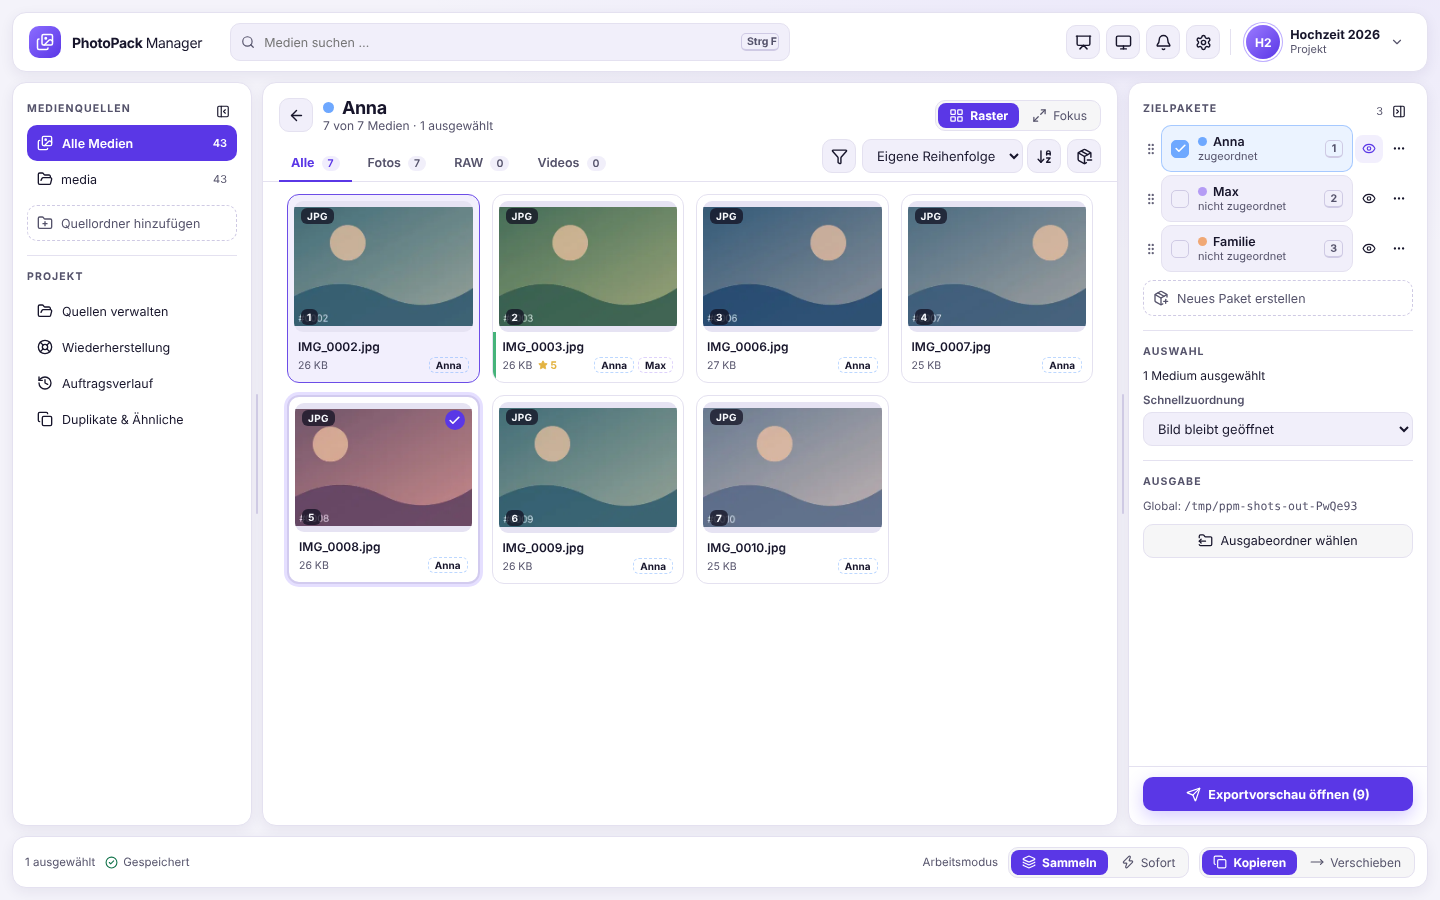 PhotoPack Manager
Medien suchen ...
Strg F
H2
Hochzeit 2026
Projekt
MEDIENQUELLEN
Alle Medien 43
media 43
Quellordner hinzufügen
PROJEKT
Quellen verwalten
Wiederherstellung
Auftragsverlauf
Duplikate & Ähnliche
Anna
7 von 7 Medien · 1 ausgewählt
Raster
Fokus
Alle 7
Fotos 7
RAW 0
Videos 0
Eigene Reihenfolge
JPG
1
IMG_0002.jpg
26 KB
Anna
JPG
2
IMG_0003.jpg
26 KB 5
Anna
Max
JPG
3
IMG_0006.jpg
27 KB
Anna
JPG
4
IMG_0007.jpg
25 KB
Anna
JPG
5
IMG_0008.jpg
26 KB
Anna
JPG
6
IMG_0009.jpg
26 KB
Anna
JPG
7
IMG_0010.jpg
25 KB
Anna
ZIELPAKETE 3
Anna
zugeordnet
1
Max
nicht zugeordnet
2
Familie
nicht zugeordnet
3
Neues Paket erstellen
AUSWAHL
1 Medium ausgewählt
Schnellzuordnung
Bild bleibt geöffnet
AUSGABE
Global: /tmp/ppm-shots-out-PwQe93
Ausgabeordner wählen
Exportvorschau öffnen (9)
1 ausgewählt
Gespeichert
Arbeitsmodus
Sammeln
Sofort
Kopieren
Verschieben